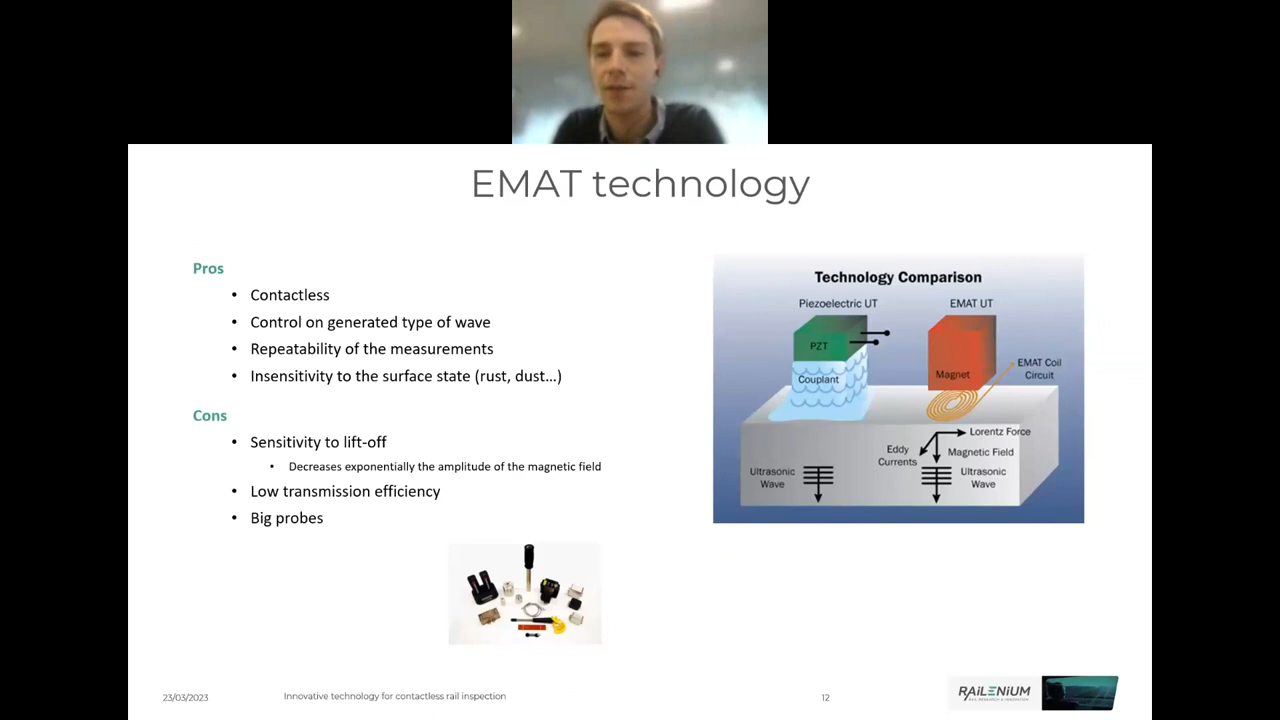 EMAT technology
Pros
• Contactless
• Control on generated type of wave
• Repeatability of the measurements
• Insensitivity to the surface state (rust, dust...)
Cons
• Sensitivity to lift-off
• Decreases exponentially the amplitude of the magnetic field
• Low transmission efficiency
• Big probes
Technology Comparison
Piezoelectric UT
EMAT UT
PZT
Couplant
Magnet
EMAT Coil
Circuit
Lorentz Force
Eddy
Currents
Magnetic Field
Ultrasonic
Wave
Ultrasonic
Wave
23/03/2023
Innovative technology for contactless rail inspection
12
RAILENIUM
RAIL RESEARCH & INNOVATION